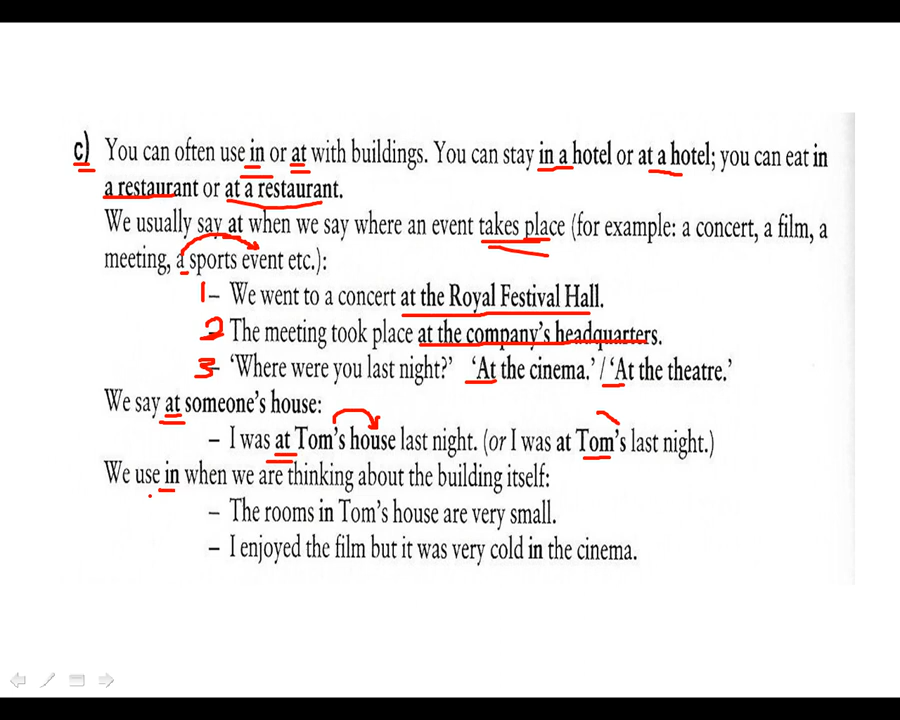 c) You can often use in or at with buildings. You can stay in a hotel or at a hotel; you can eat in
a restaurant or at a restaurant.
We usually say at when we say where an event takes place (for example: a concert, a film, a
meeting, a sports event etc.):
1 – We went to a concert at the Royal Festival Hall.
2 – The meeting took place at the company's headquarters.
3 – 'Where were you last night?' 'At the cinema.' / 'At the theatre.'
We say at someone's house:
– I was at Tom's house last night. (or I was at Tom's last night.)
We use in when we are thinking about the building itself:
– The rooms in Tom's house are very small.
– I enjoyed the film but it was very cold in the cinema.